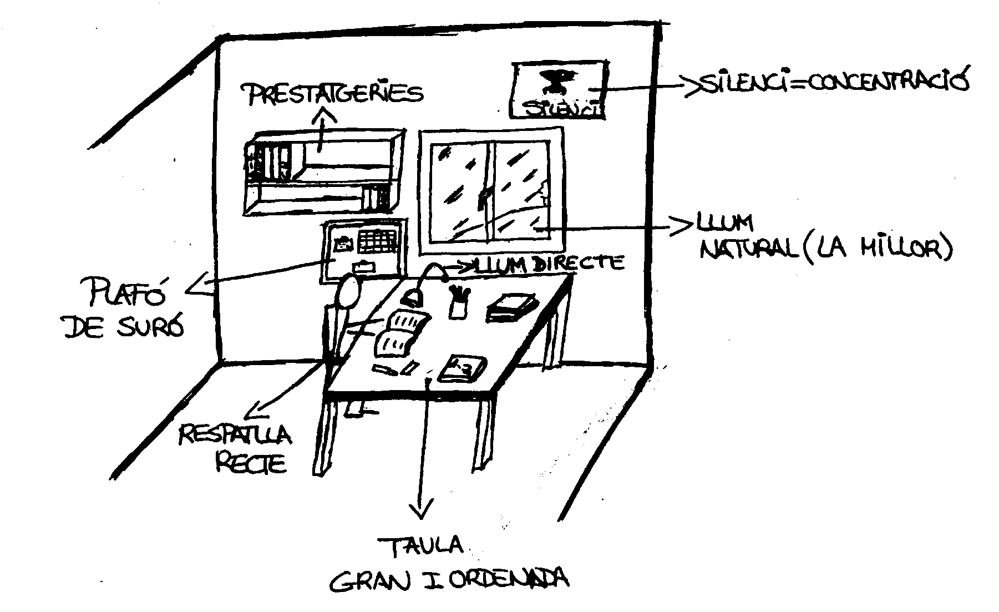 PRESTATGERIES
SILENCI
SILENCI=CONCENTRACIÓ
LLUM
NATURAL (LA MILLOR)
LLUM DIRECTE
PLAFÓ
DE SURÓ
RESPATLLA
RECTE
TAULA
GRAN I ORDENADA